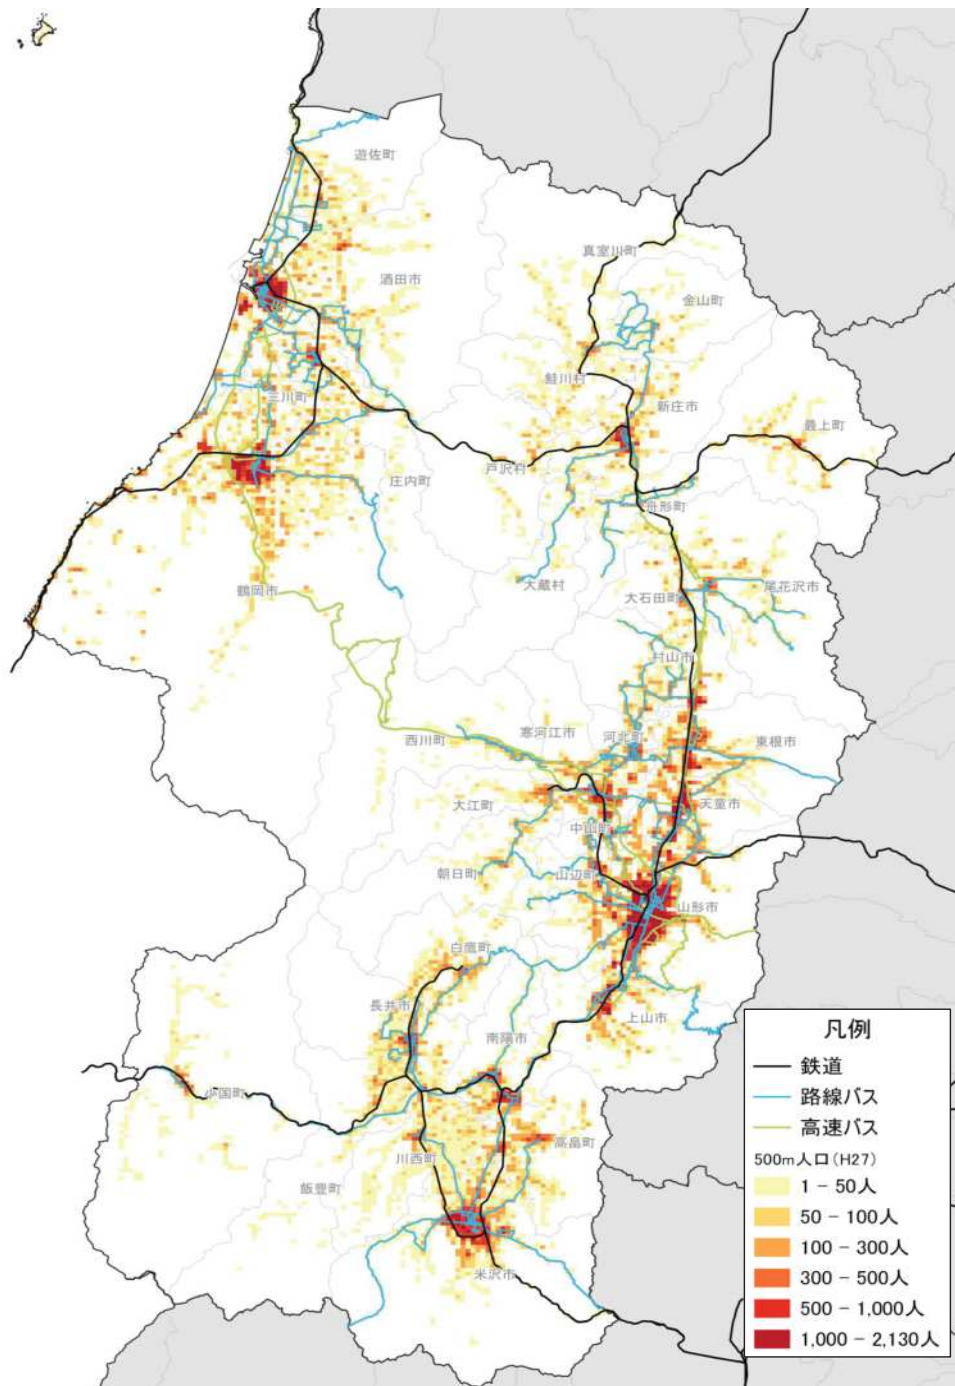 遊佐町
真室川町
酒田市
金山町
鮭川村
三川町
新庄市
最上町
戸沢村
庄内町
舟形町
鶴岡市
大蔵村
尾花沢市
大石田町
村山市
西川町
寒河江市
河北町
東根市
大江町
天童市
中山町
朝日町
山辺町
山形市
白鷹町
長井市
上山市
南陽市
小国町
高畠町
川西町
飯豊町
米沢市
凡例
鉄道
路線バス
高速バス
500m人口(H27)
1 - 50人
50 - 100人
100 - 300人
300 - 500人
500 - 1,000人
1,000 - 2,130人